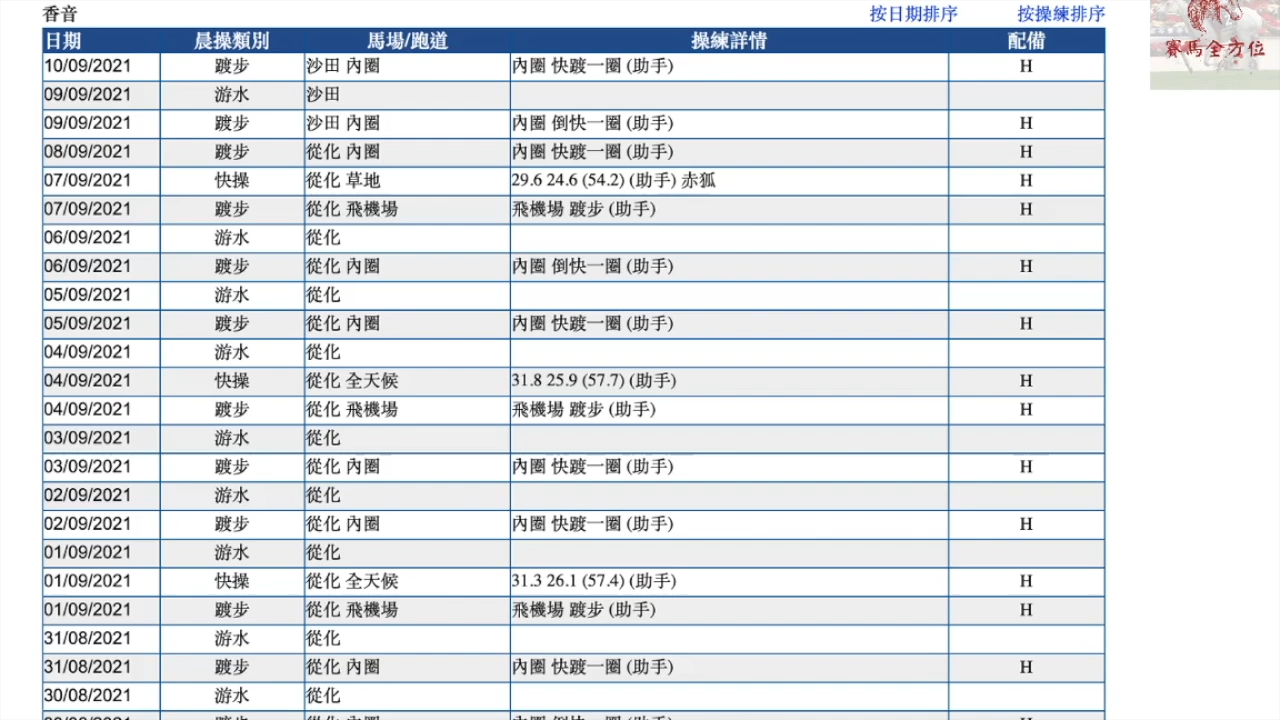 香音
按日期排序 按操練排序
賽馬全方位
日期 晨操類別 馬場/跑道 操練詳情 配備
10/09/2021 踱步 沙田 內圈 內圈 快踱一圈 (助手) H
09/09/2021 游水 沙田
09/09/2021 踱步 沙田 內圈 內圈 倒快一圈 (助手) H
08/09/2021 踱步 從化 內圈 內圈 快踱一圈 (助手) H
07/09/2021 快操 從化 草地 29.6 24.6 (54.2) (助手) 赤狐 H
07/09/2021 踱步 從化 飛機場 飛機場 踱步 (助手) H
06/09/2021 游水 從化
06/09/2021 踱步 從化 內圈 內圈 倒快一圈 (助手) H
05/09/2021 游水 從化
05/09/2021 踱步 從化 內圈 內圈 快踱一圈 (助手) H
04/09/2021 游水 從化
04/09/2021 快操 從化 全天候 31.8 25.9 (57.7) (助手) H
04/09/2021 踱步 從化 飛機場 飛機場 踱步 (助手) H
03/09/2021 游水 從化
03/09/2021 踱步 從化 內圈 內圈 快踱一圈 (助手) H
02/09/2021 游水 從化
02/09/2021 踱步 從化 內圈 內圈 快踱一圈 (助手) H
01/09/2021 游水 從化
01/09/2021 快操 從化 全天候 31.3 26.1 (57.4) (助手) H
01/09/2021 踱步 從化 飛機場 飛機場 踱步 (助手) H
31/08/2021 游水 從化
31/08/2021 踱步 從化 內圈 內圈 快踱一圈 (助手) H
30/08/2021 游水 從化